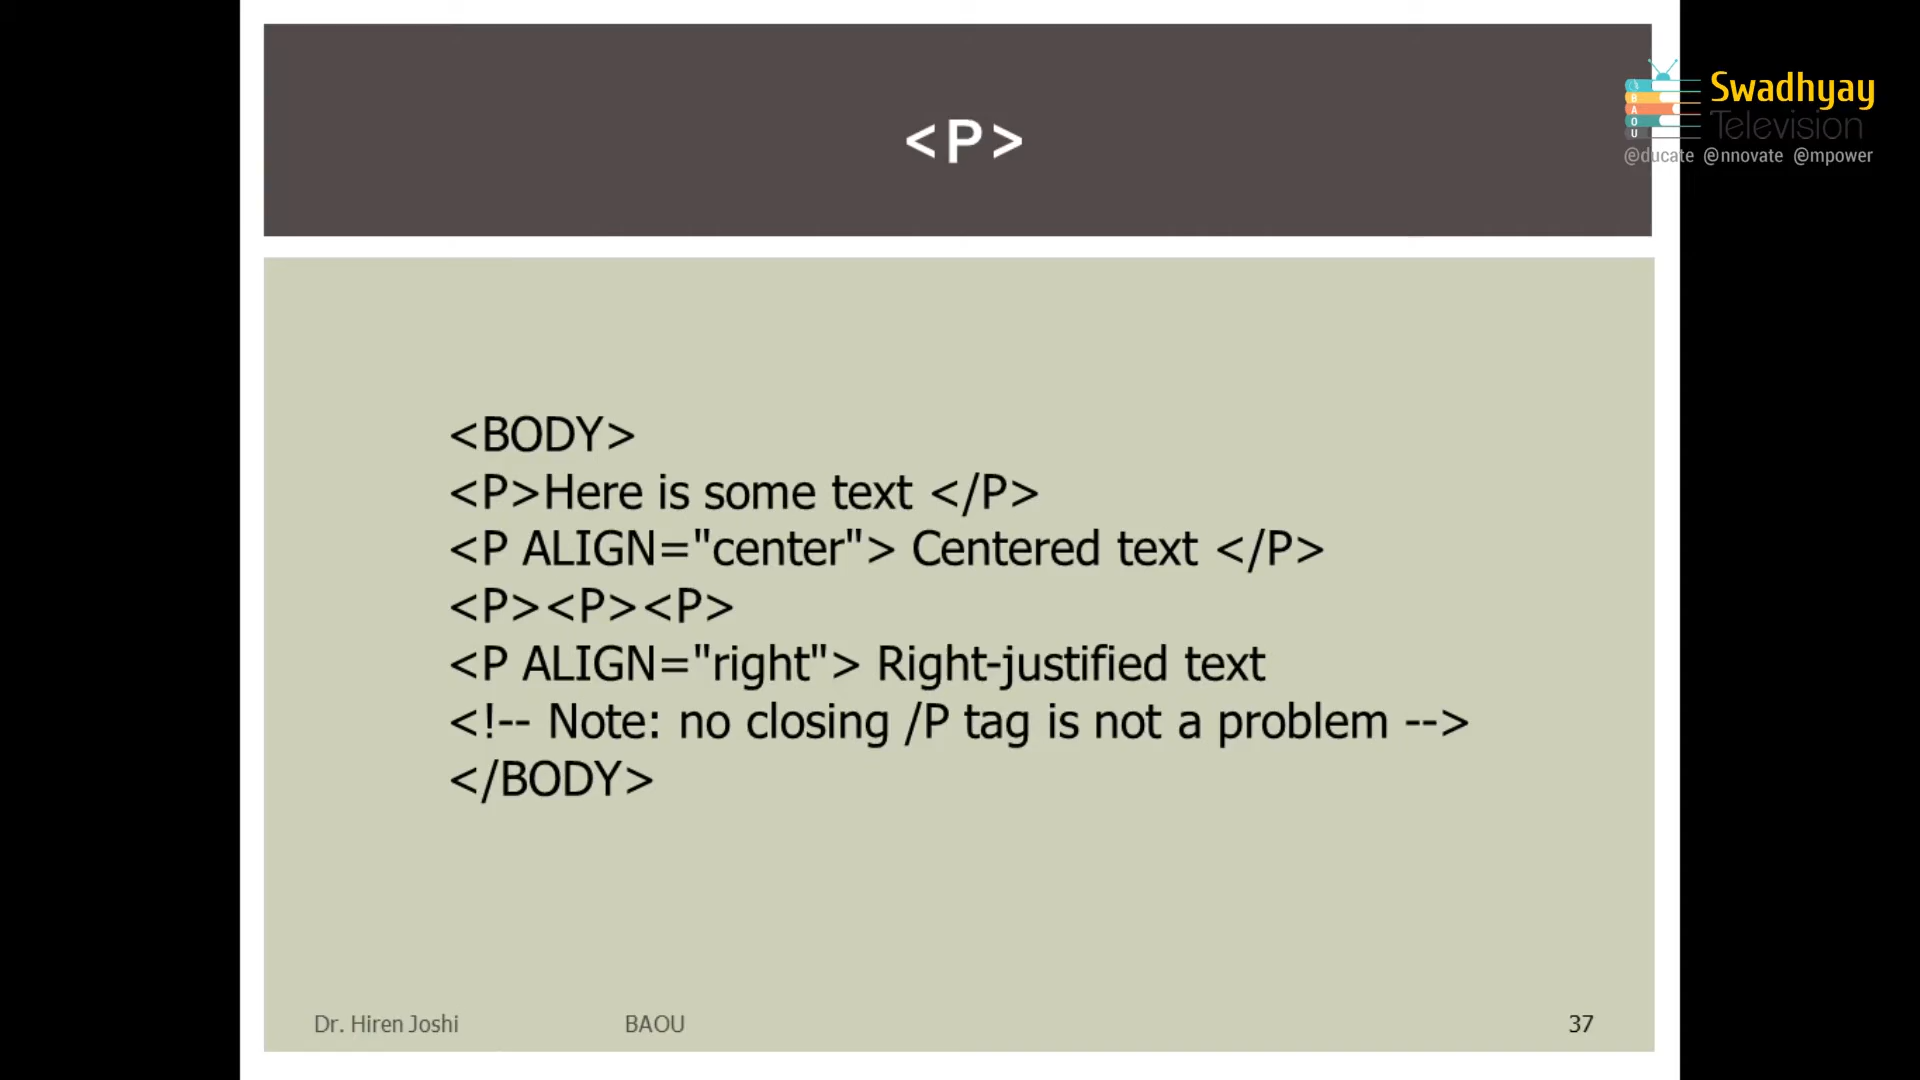 <P>
Swadhyay
Television
@ducate @nnovate @mpower
B
A
O
U
<BODY>
<P>Here is some text </P>
<P ALIGN="center"> Centered text </P>
<P><P><P>
<P ALIGN="right"> Right-justified text
<!-- Note: no closing /P tag is not a problem -->
</BODY>
Dr. Hiren Joshi BAOU 37